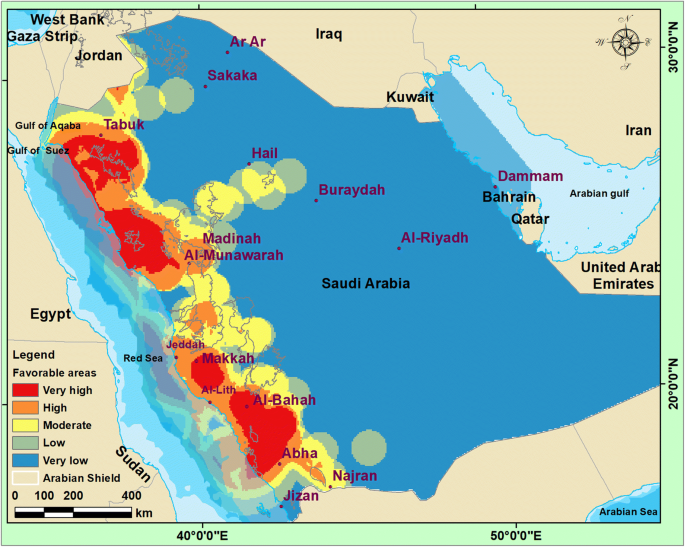 West Bank
Gaza Strip
Jordan
Ar Ar
Iraq
N
W E
S
30°0'0"N
Sakaka
Kuwait
Iran
Gulf of Aqaba
Tabuk
Gulf of Suez
Hail
Buraydah
Dammam
Bahrain
Arabian gulf
Qatar
Madinah
Al-Munawarah
Al-Riyadh
United Arab
Emirates
Saudi Arabia
Egypt
Jeddah
Red Sea
Makkah
Al-Lith
Al-Bahah
20°0'0"N
Legend
Favorable areas
Very high
High
Moderate
Low
Very low
Arabian Shield
0 100 200 400
km
Sudan
Abha
Najran
Jizan
Arabian Sea
40°0'0"E
50°0'0"E